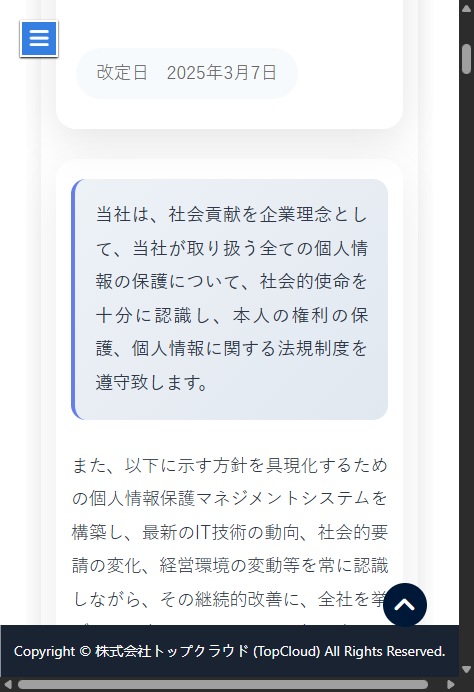 改定日　2025年3月7日
当社は、社会貢献を企業理念とし
て、当社が取り扱う全ての個人情
報の保護について、社会的使命を
十分に認識し、本人の権利の保
護、個人情報に関する法規制度を
遵守致します。
また、以下に示す方針を具現化するため
の個人情報保護マネジメントシステムを
構築し、最新のIT技術の動向、社会的要
請の変化、経営環境の変動等を常に認識
しながら、その継続的改善に、全社を挙
Copyright © 株式会社トップクラウド (TopCloud) All Rights Reserved.